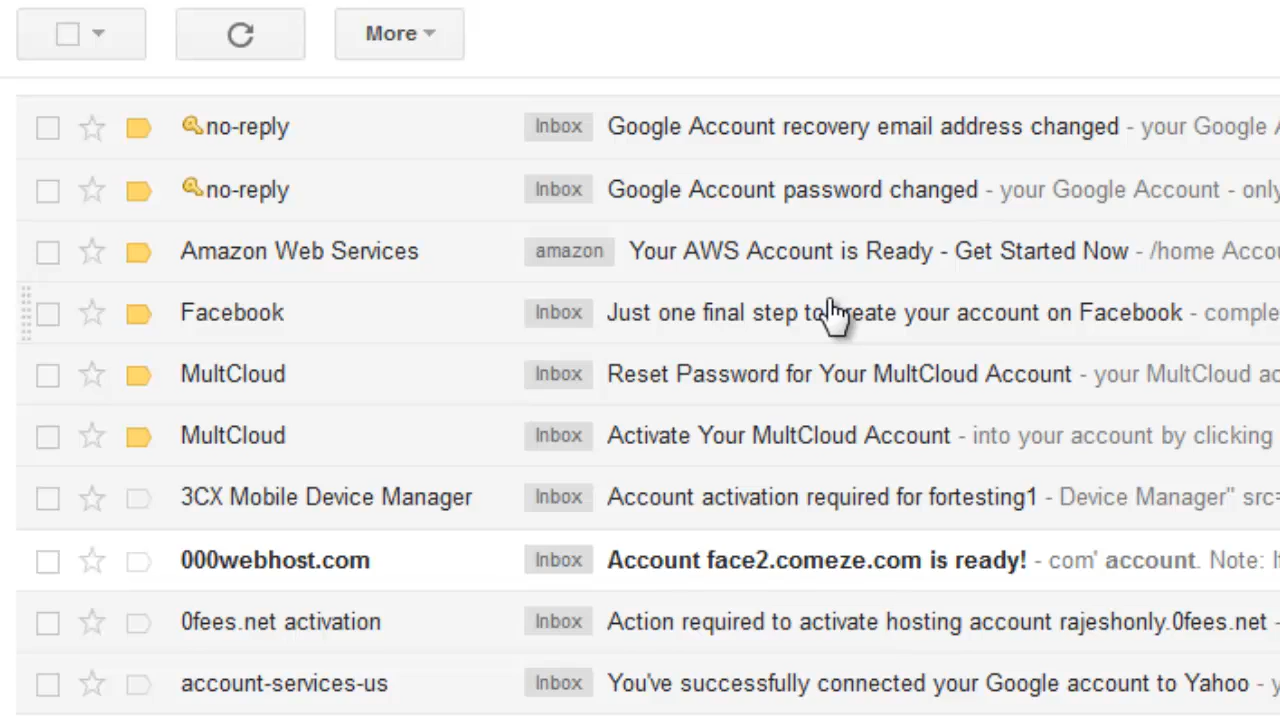 More
no-reply Inbox Google Account recovery email address changed - your Google
no-reply Inbox Google Account password changed - your Google Account - only
Amazon Web Services amazon Your AWS Account is Ready - Get Started Now - /home Acco
Facebook Inbox Just one final step to create your account on Facebook - comple
MultCloud Inbox Reset Password for Your MultCloud Account - your MultCloud ac
MultCloud Inbox Activate Your MultCloud Account - into your account by clicking
3CX Mobile Device Manager Inbox Account activation required for fortesting1 - Device Manager" src=
000webhost.com Inbox Account face2.comeze.com is ready! - com' account. Note:
0fees.net activation Inbox Action required to activate hosting account rajeshonly.0fees.net -
account-services-us Inbox You've successfully connected your Google account to Yahoo - y